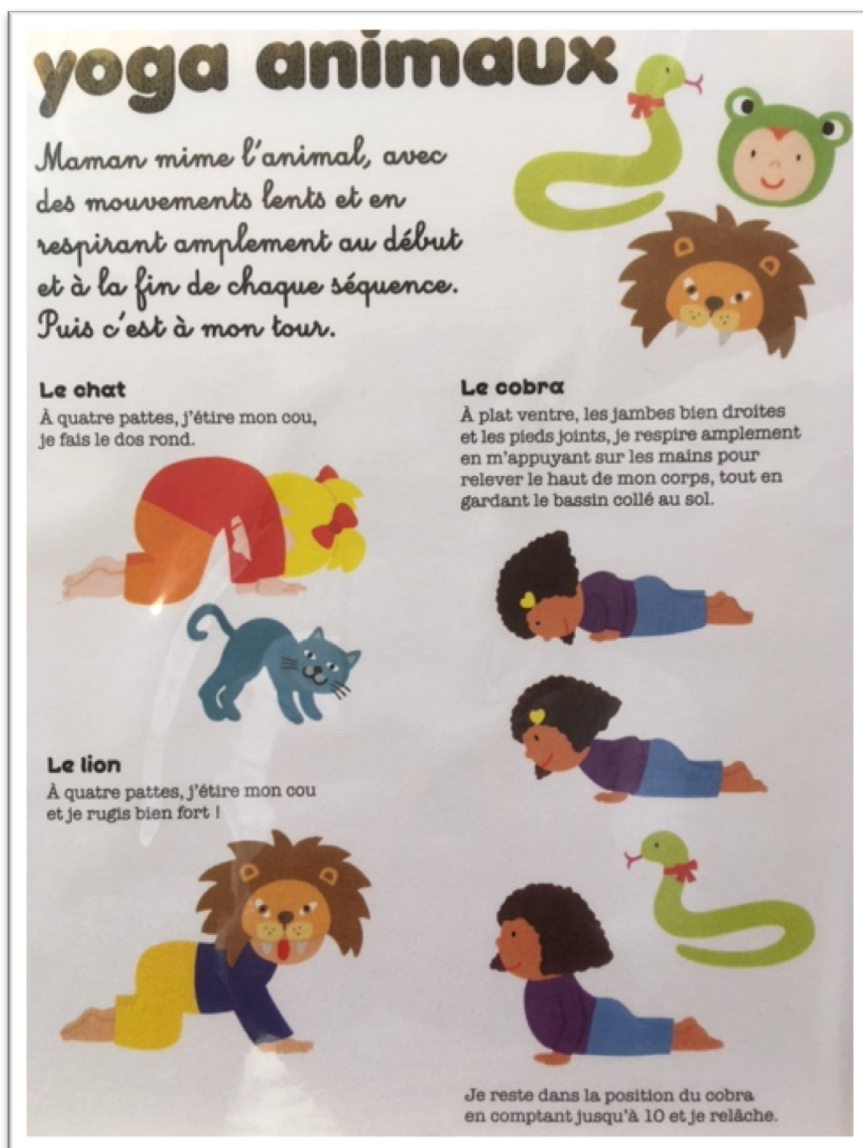 yoga animaux
Maman mime l'animal, avec
des mouvements lents et en
respirant amplement au début
et à la fin de chaque séquence.
Puis c'est à mon tour.
Le chat
À quatre pattes, j'étire mon cou,
je fais le dos rond.
Le lion
À quatre pattes, j'étire mon cou
et je rugis bien fort !
Le cobra
À plat ventre, les jambes bien droites
et les pieds joints, je respire amplement
en m'appuyant sur les mains pour
relever le haut de mon corps, tout en
gardant le bassin collé au sol.
Je reste dans la position du cobra
en comptant jusqu'à 10 et je relâche.